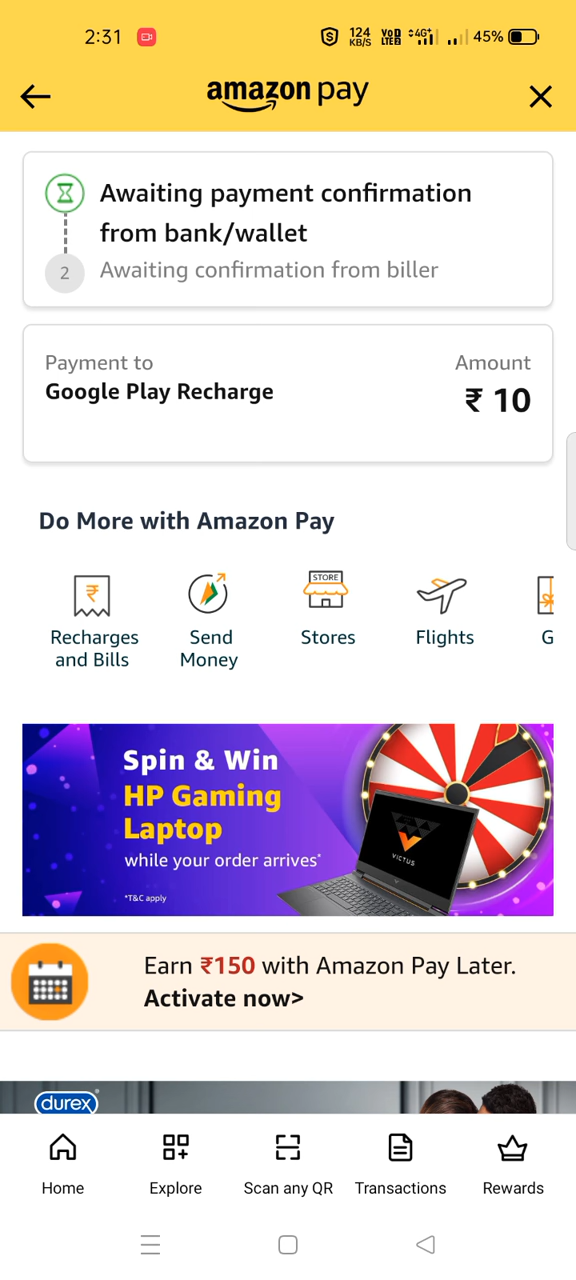 2:31
124 KB/S
VoD LTE2
4G+
45%
amazon pay
Awaiting payment confirmation
from bank/wallet
2
Awaiting confirmation from biller
Payment to
Amount
Google Play Recharge
₹ 10
Do More with Amazon Pay
₹
STORE
Recharges
and Bills
Send
Money
Stores
Flights
G
Spin & Win
HP Gaming
Laptop
while your order arrives*
*T&C apply
VICTUS
Earn ₹150 with Amazon Pay Later.
Activate now>
durex
Home
Explore
Scan any QR
Transactions
Rewards